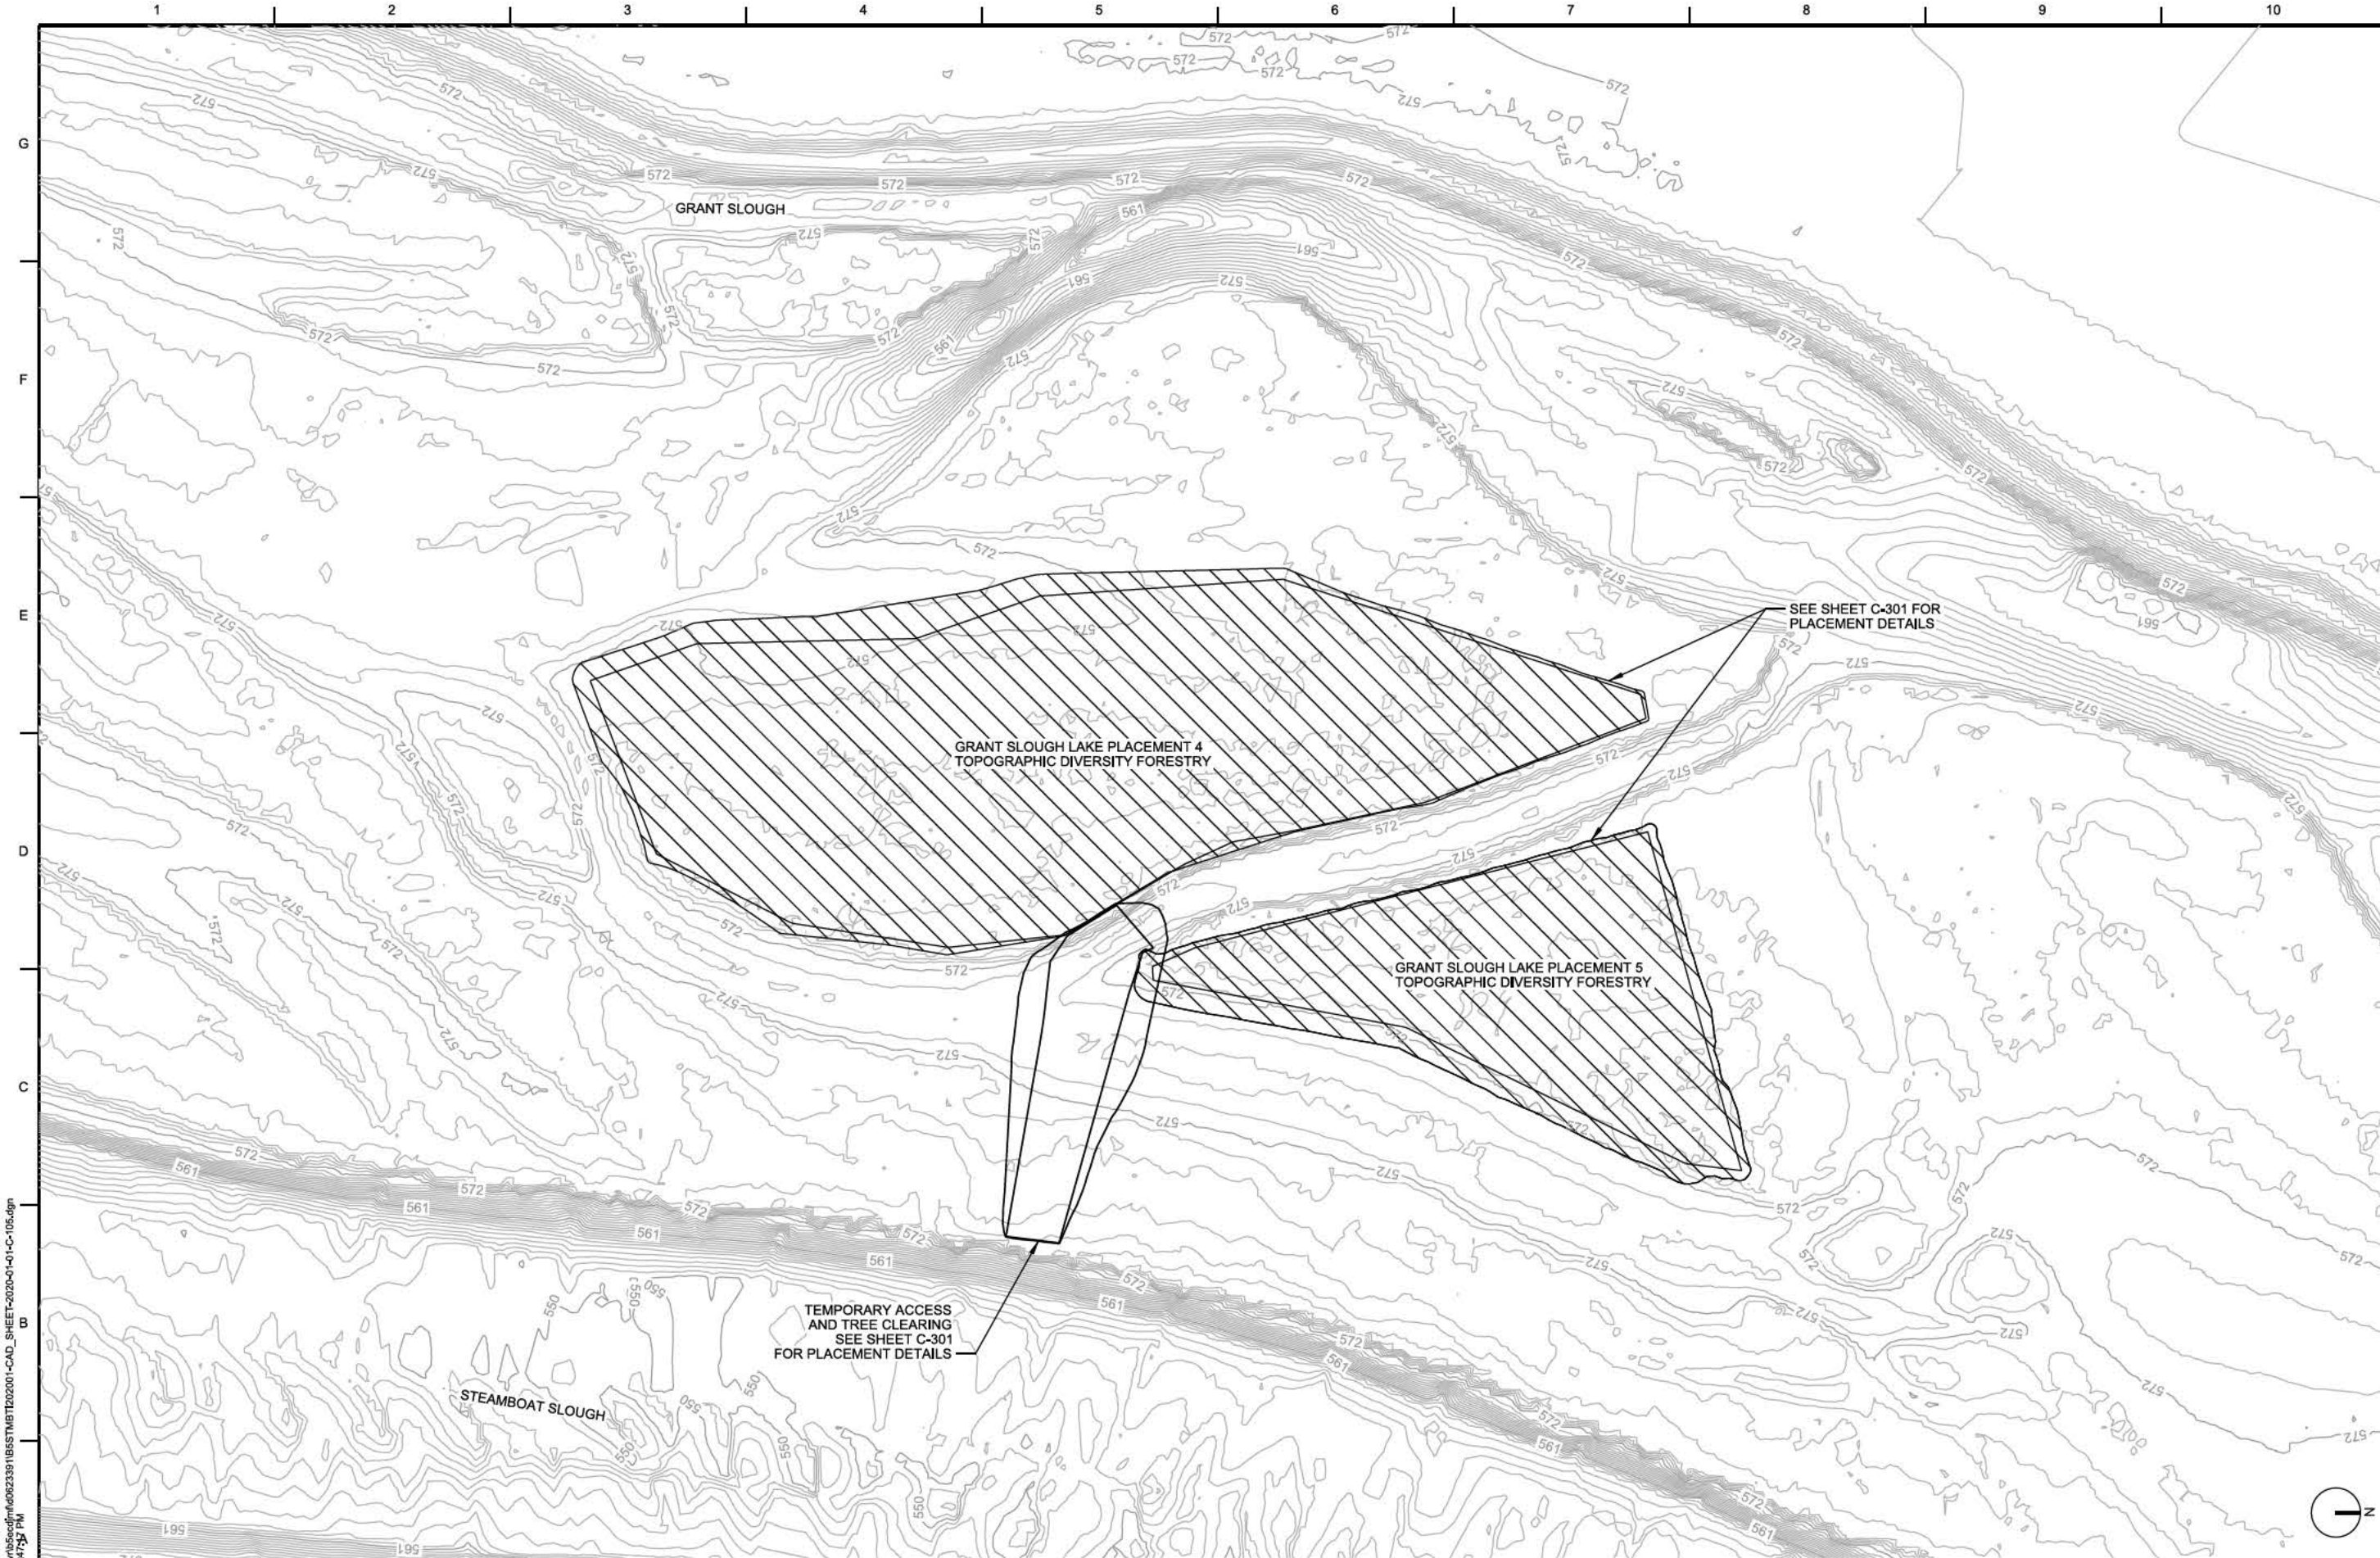 1 2 3 4 5 6 7 8 9 10
G
F
E
D
C
B
GRANT SLOUGH
SEE SHEET C-301 FOR
PLACEMENT DETAILS
GRANT SLOUGH LAKE PLACEMENT 4
TOPOGRAPHIC DIVERSITY FORESTRY
GRANT SLOUGH LAKE PLACEMENT 5
TOPOGRAPHIC DIVERSITY FORESTRY
TEMPORARY ACCESS
AND TREE CLEARING
SEE SHEET C-301
FOR PLACEMENT DETAILS
STEAMBOAT SLOUGH
572
561
550
N